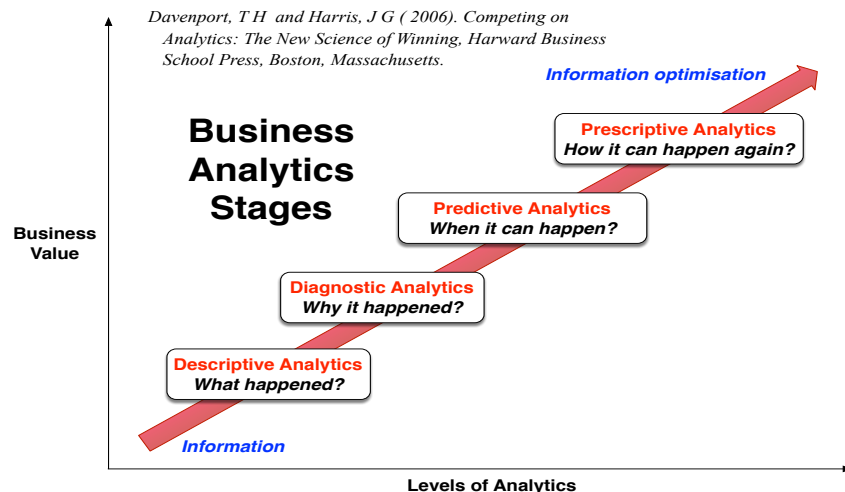 Davenport, T H and Harris, J G ( 2006). Competing on
Analytics: The New Science of Winning, Harward Business
School Press, Boston, Massachusetts.
Information optimisation
Business
Analytics
Stages
Prescriptive Analytics
How it can happen again?
Predictive Analytics
When it can happen?
Business
Value
Diagnostic Analytics
Why it happened?
Descriptive Analytics
What happened?
Information
Levels of Analytics